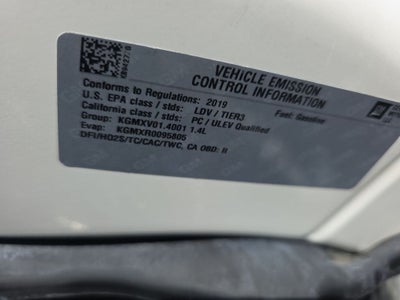 VEHICLE EMISSION
CONTROL INFORMATION
Conforms to Regulations: 2019
U.S. EPA class / stds: LDV / TIER3 Fuel: Gasoline
California class / stds: PC / ULEV Qualified
Group: KGMXV01.4001 1.4L
Evap: KGMXR0095805
DFI/HO2S/TC/CAC/TWC, CA OBD: II